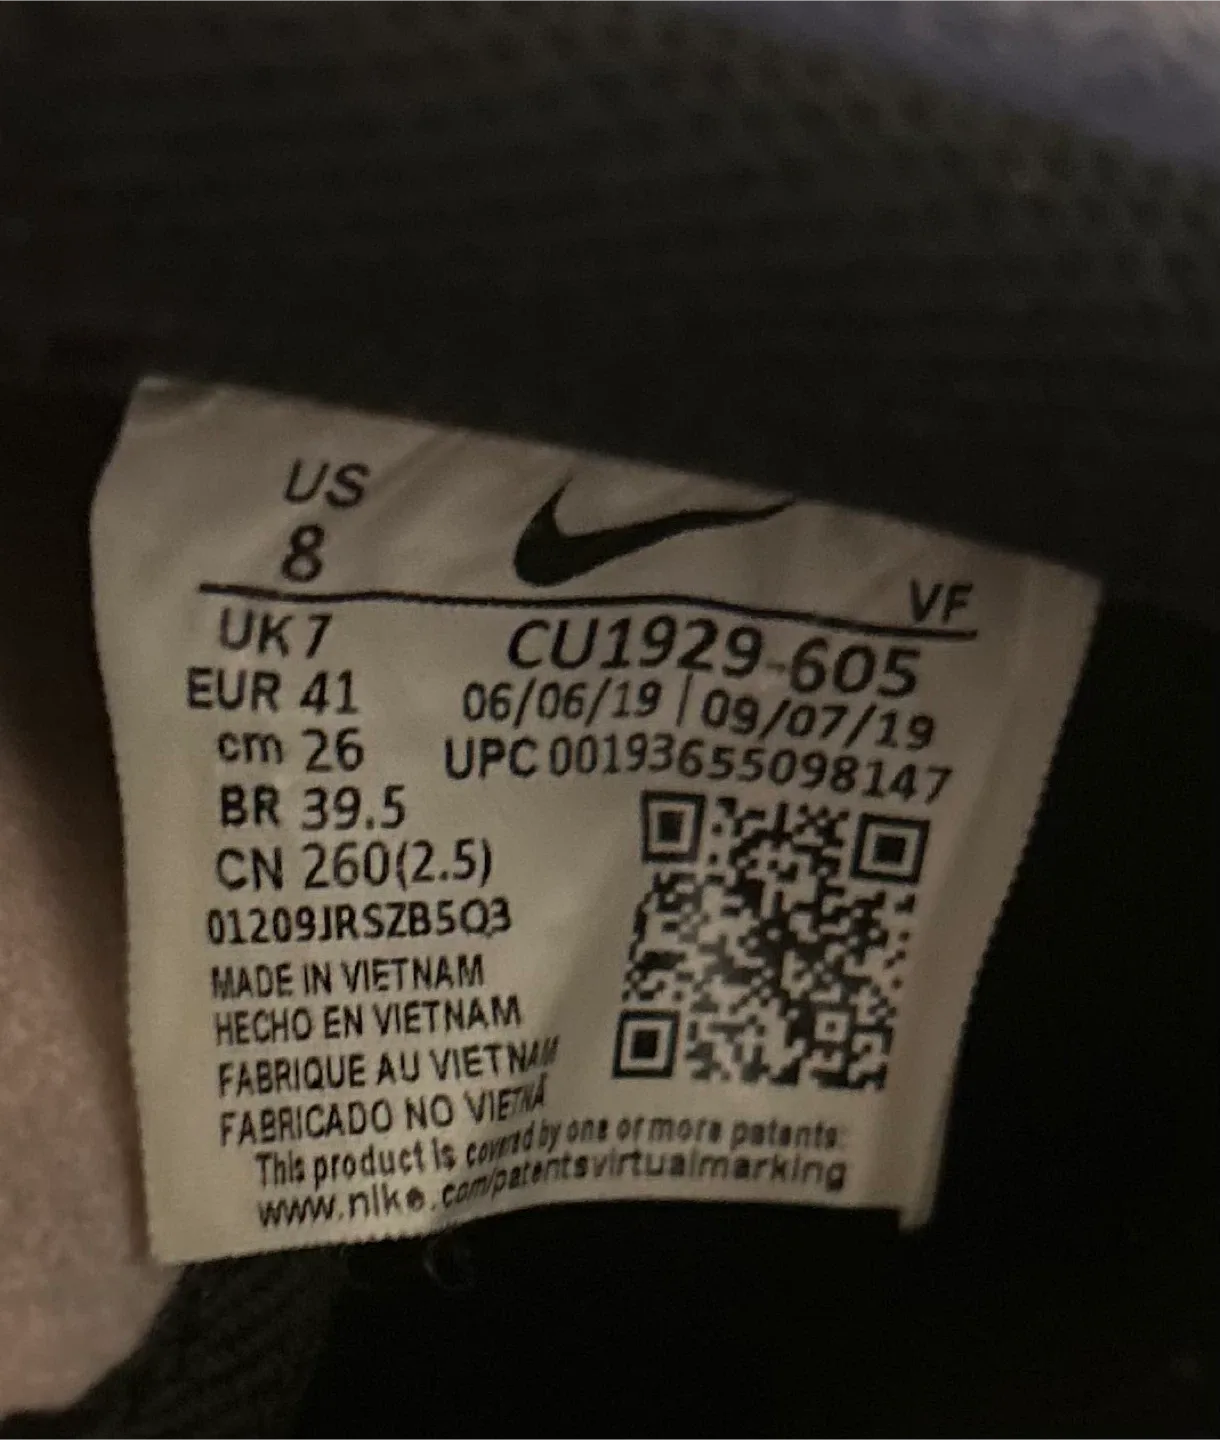 US
8
VF
UK 7
CU1929-605
EUR 41
06/06/19 | 09/07/19
cm 26
UPC 00193655098147
BR 39.5
CN 260(2.5)
01209JRSZB5Q3
MADE IN VIETNAM
HECHO EN VIETNAM
FABRIQUE AU VIETNAM
FABRICADO NO VIETNÃ
This product is covered by one or more patents:
www.nike.com/patentsvirtualmarking